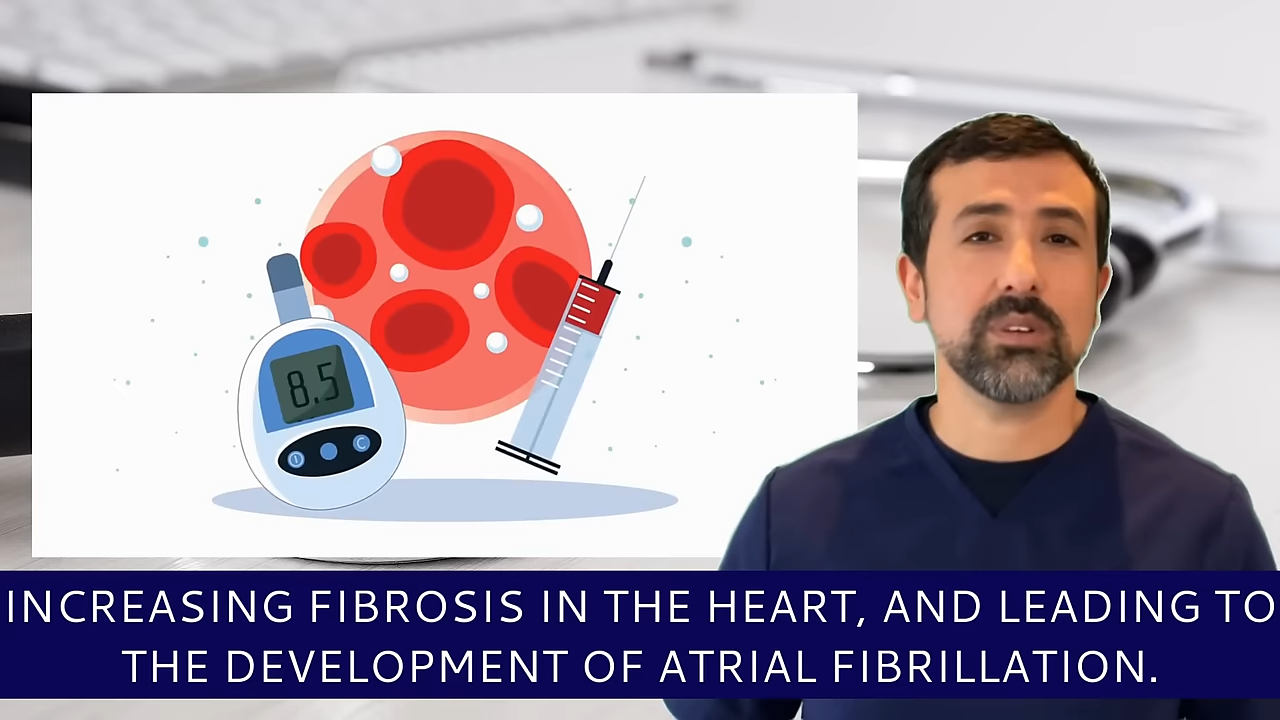 8.5
C
INCREASING FIBROSIS IN THE HEART, AND LEADING TO
THE DEVELOPMENT OF ATRIAL FIBRILLATION.